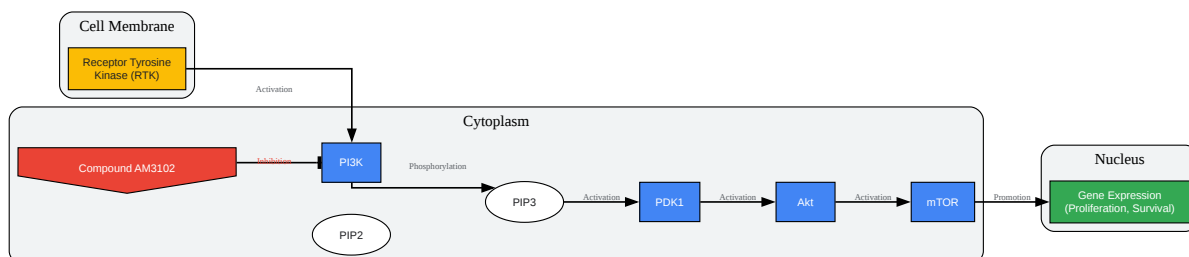 Cell Membrane
Receptor Tyrosine
Kinase (RTK)
Activation
Cytoplasm
Compound AM3102
Inhibition
PI3K
Phosphorylation
PIP2
PIP3
Activation
PDK1
Activation
Akt
Activation
mTOR
Promotion
Nucleus
Gene Expression
(Proliferation, Survival)